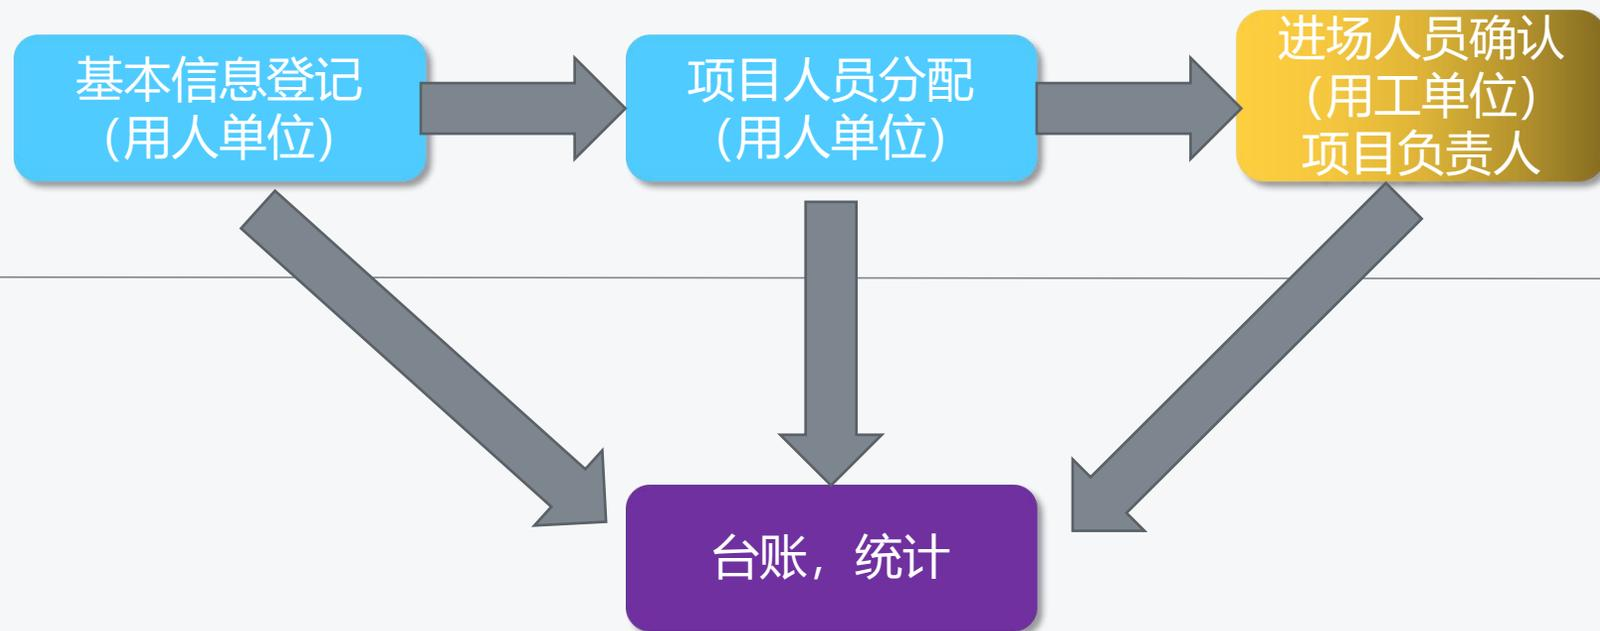 基本信息登记
（用人单位）
项目人员分配
（用人单位）
进场人员确认
（用工单位）
项目负责人
台账，统计